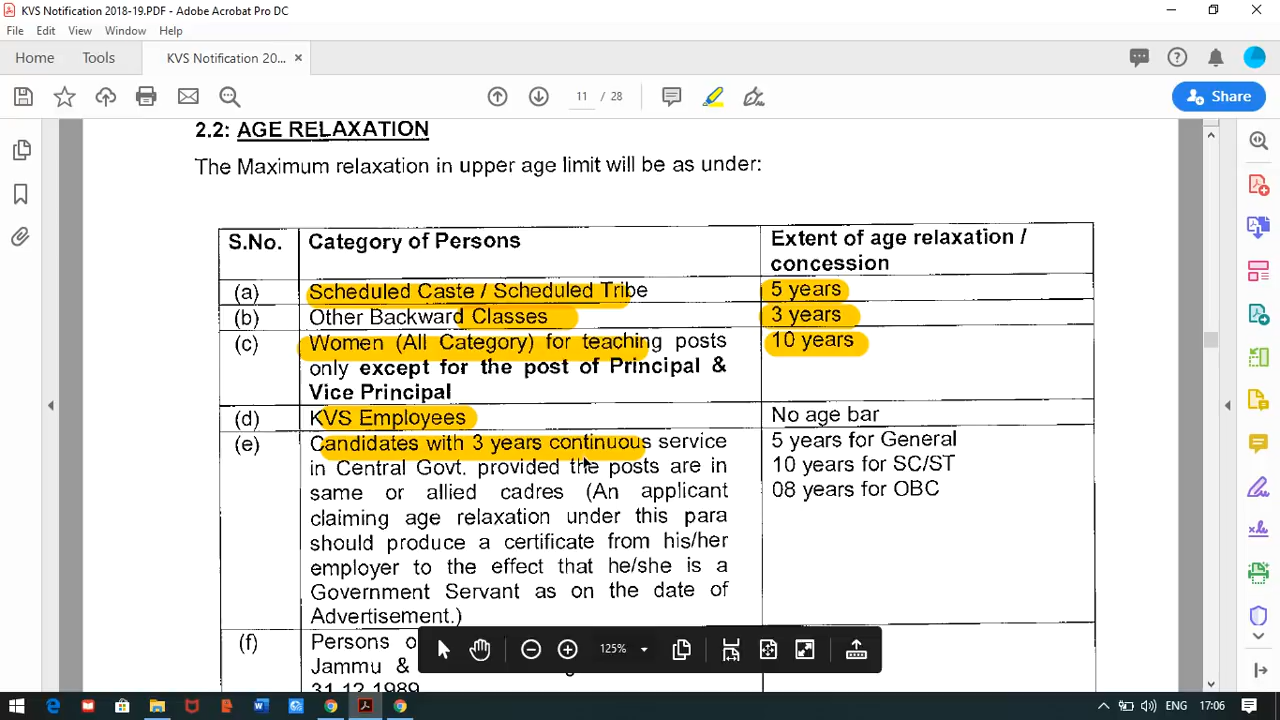 KVS Notification 2018-19.PDF - Adobe Acrobat Pro DC
File Edit View Window Help
Home Tools KVS Notification 20... ×
11 / 28
Share
2.2: AGE RELAXATION
The Maximum relaxation in upper age limit will be as under:
S.No. Category of Persons Extent of age relaxation /
concession
(a) Scheduled Caste / Scheduled Tribe 5 years
(b) Other Backward Classes 3 years
(c) Women (All Category) for teaching posts 10 years
only except for the post of Principal &
Vice Principal
(d) KVS Employees No age bar
(e) Candidates with 3 years continuous service 5 years for General
in Central Govt. provided the posts are in 10 years for SC/ST
same or allied cadres (An applicant 08 years for OBC
claiming age relaxation under this para
should produce a certificate from his/her
employer to the effect that he/she is a
Government Servant as on the date of
Advertisement.)
(f) Persons
Jammu &
31.12.1989
125%
ENG 17:06